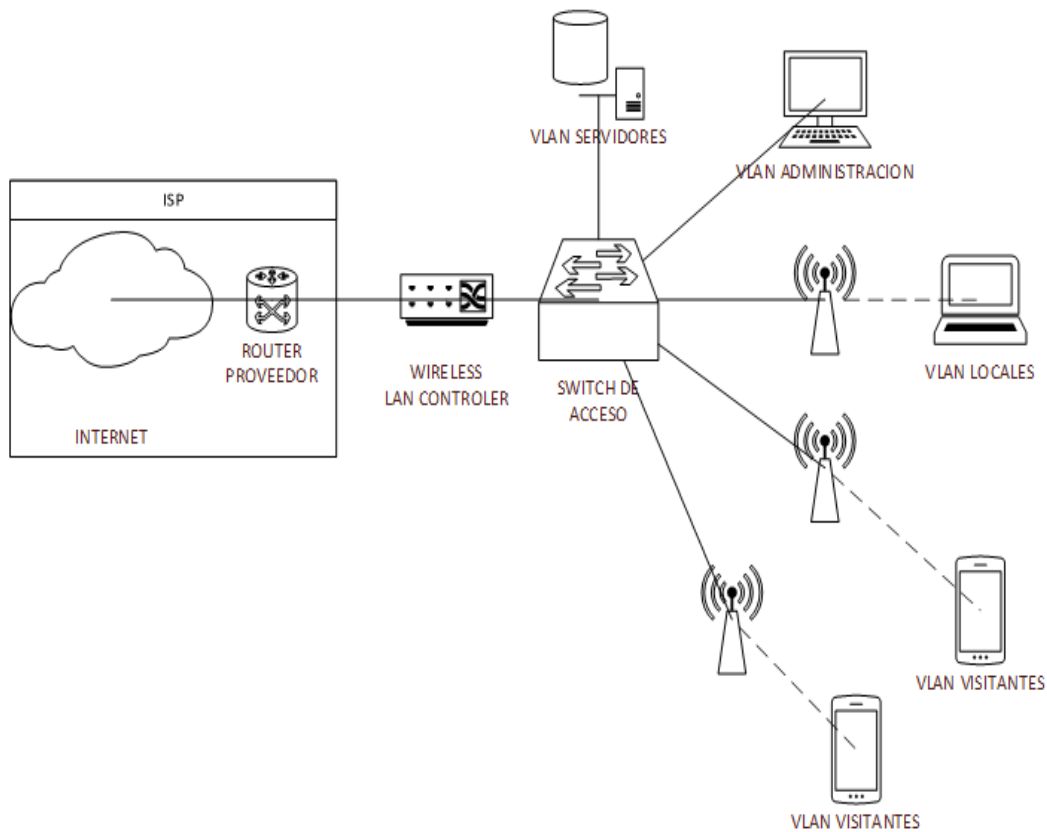 VLAN SERVIDORES
VLAN ADMINISTRACION
ISP
ROUTER
PROVEEDOR
INTERNET
WIRELESS
LAN CONTROLER
SWITCH DE
ACCESO
VLAN LOCALES
VLAN VISITANTES
VLAN VISITANTES